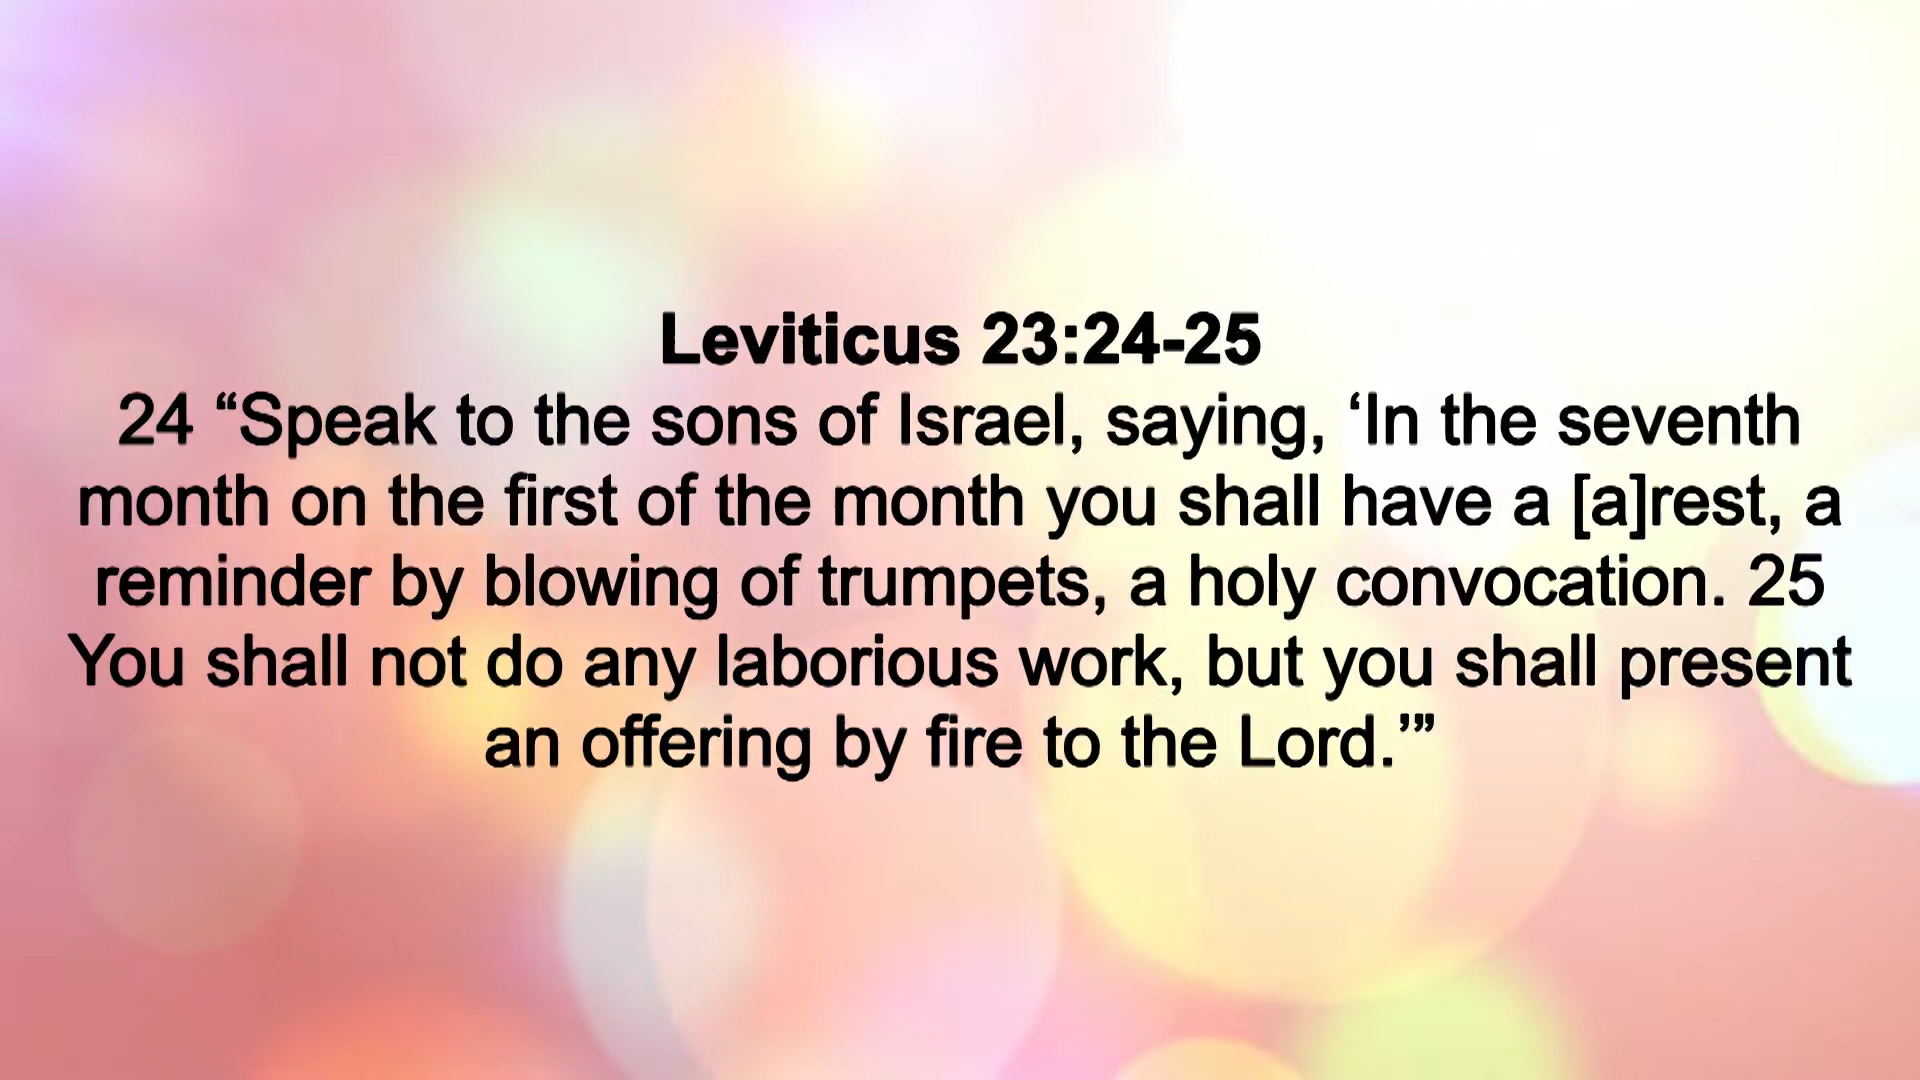 Leviticus 23:24-25
24 “Speak to the sons of Israel, saying, ‘In the seventh
month on the first of the month you shall have a [a]rest, a
reminder by blowing of trumpets, a holy convocation. 25
You shall not do any laborious work, but you shall present
an offering by fire to the Lord.’”